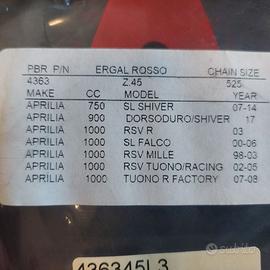 PBR P/N ERGAL ROSSO CHAIN SIZE
4363 Z.45 525
MAKE CC MODEL YEAR
APRILIA 750 SL SHIVER 07-14
APRILIA 900 DORSODURO/SHIVER 17
APRILIA 1000 RSV R 03
APRILIA 1000 SL FALCO 00-06
APRILIA 1000 RSV MILLE 98-03
APRILIA 1000 RSV TUONO/RACING 02-05
APRILIA 1000 TUONO R FACTORY 07-08
436345L3
subito